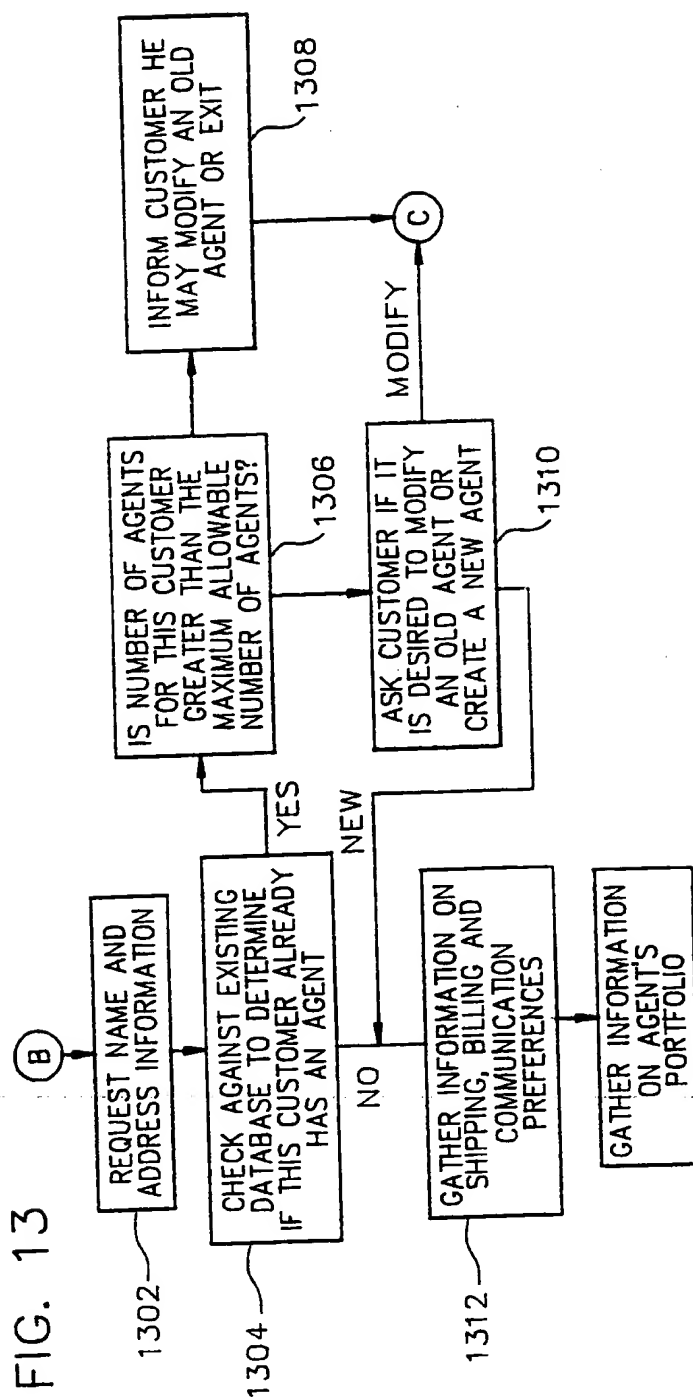 FIG. 13
B
REQUEST NAME AND
ADDRESS INFORMATION
1302
CHECK AGAINST EXISTING
DATABASE TO DETERMINE
IF THIS CUSTOMER ALREADY
HAS AN AGENT
1304
YES
NO
IS NUMBER OF AGENTS
FOR THIS CUSTOMER
GREATER THAN THE
MAXIMUM ALLOWABLE
NUMBER OF AGENTS?
1306
INFORM CUSTOMER HE
MAY MODIFY AN OLD
AGENT OR EXIT
1308
ASK CUSTOMER IF IT
IS DESIRED TO MODIFY
AN OLD AGENT OR
CREATE A NEW AGENT
1310
MODIFY
C
NEW
GATHER INFORMATION ON
SHIPPING, BILLING AND
COMMUNICATION
PREFERENCES
1312
GATHER INFORMATION
ON AGENT'S
PORTFOLIO